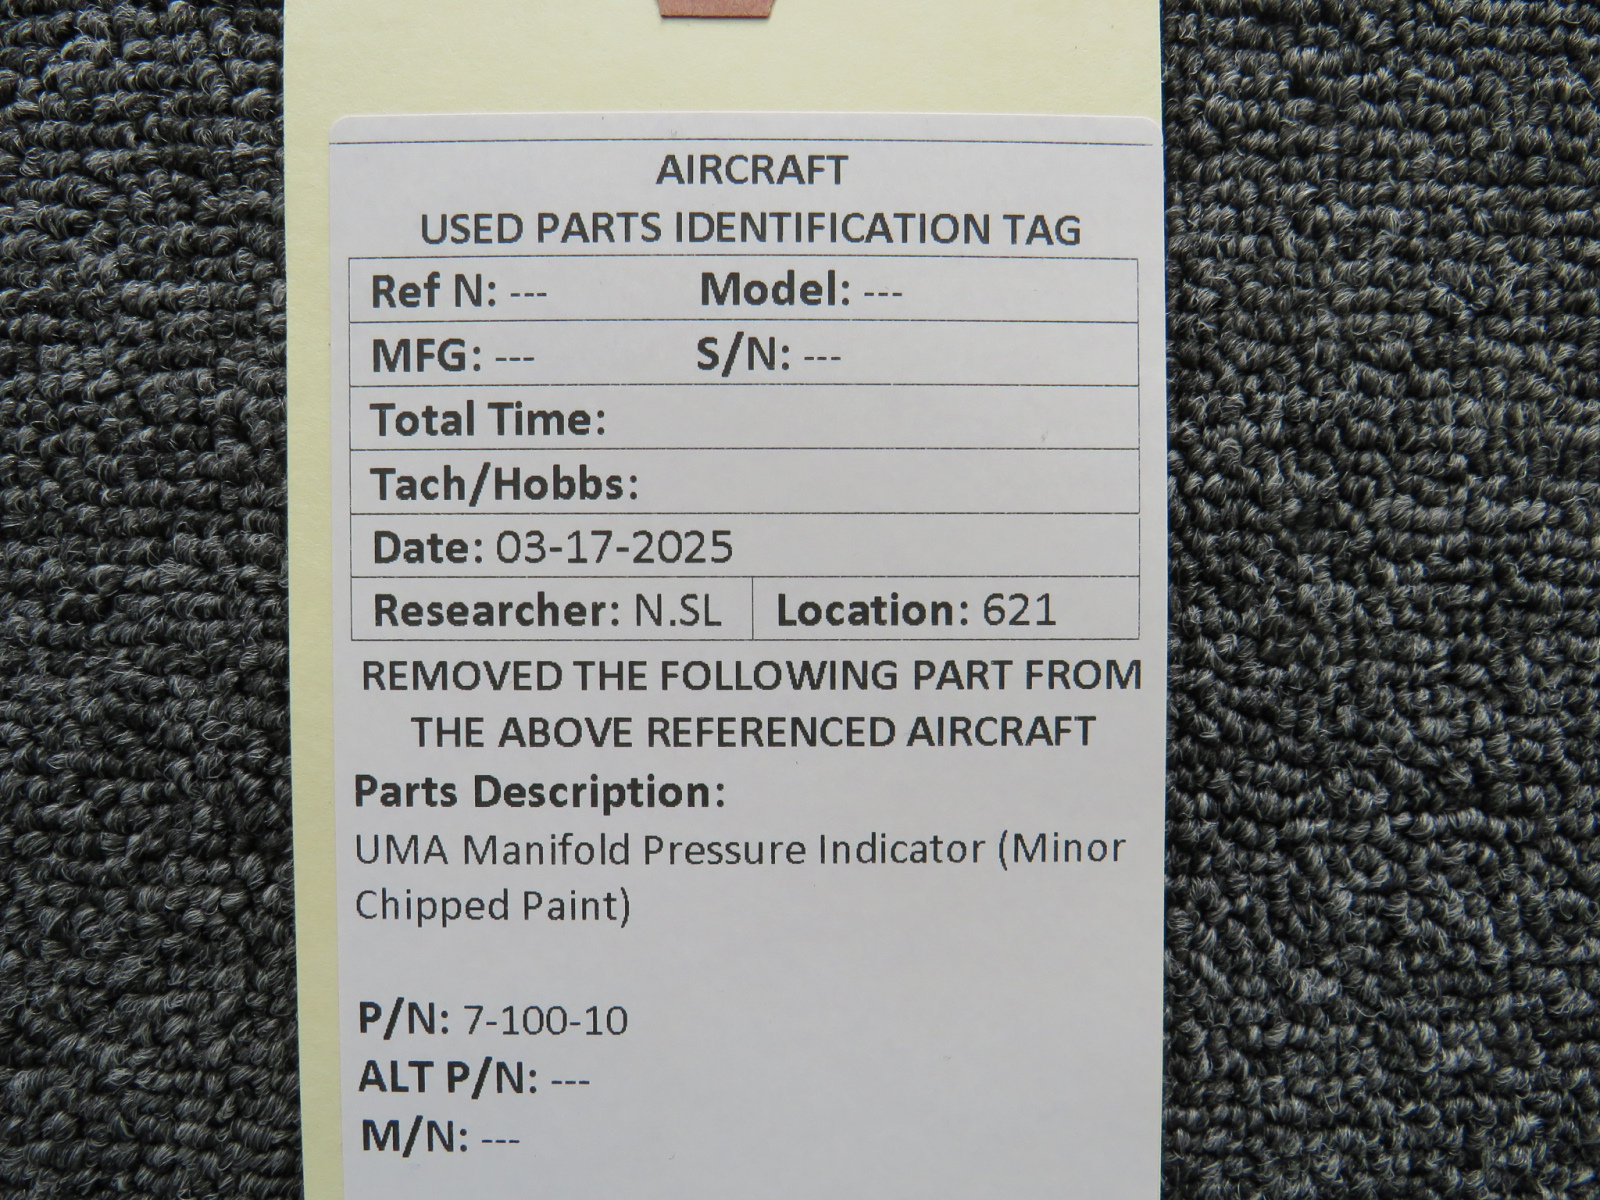 AIRCRAFT
USED PARTS IDENTIFICATION TAG
Ref N: --- Model: ---
MFG: --- S/N: ---
Total Time:
Tach/Hobbs:
Date: 03-17-2025
Researcher: N.SL Location: 621
REMOVED THE FOLLOWING PART FROM
THE ABOVE REFERENCED AIRCRAFT
Parts Description:
UMA Manifold Pressure Indicator (Minor
Chipped Paint)
P/N: 7-100-10
ALT P/N: ---
M/N: ---